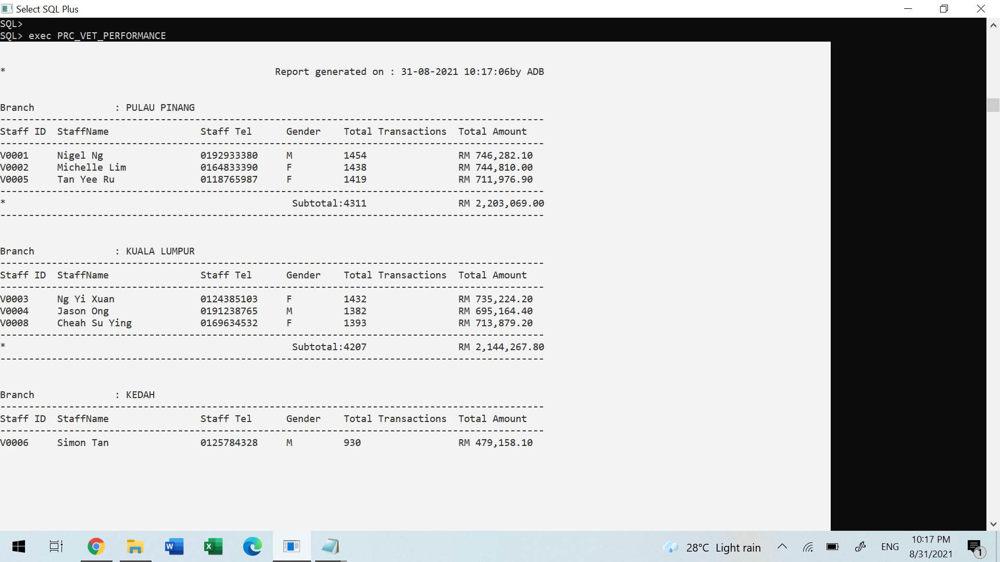 Select SQL Plus
SQL>
SQL> exec PRC_VET_PERFORMANCE
* Report generated on : 31-08-2021 10:17:06by ADB
Branch : PULAU PINANG
-----------------------------------------------------------------------------------------------
Staff ID StaffName Staff Tel Gender Total Transactions Total Amount
-----------------------------------------------------------------------------------------------
V0001 Nigel Ng 0192933380 M 1454 RM 746,282.10
V0002 Michelle Lim 0164833390 F 1438 RM 744,810.00
V0005 Tan Yee Ru 0118765987 F 1419 RM 711,976.90
-----------------------------------------------------------------------------------------------
* Subtotal:4311 RM 2,203,069.00
-----------------------------------------------------------------------------------------------
Branch : KUALA LUMPUR
-----------------------------------------------------------------------------------------------
Staff ID StaffName Staff Tel Gender Total Transactions Total Amount
-----------------------------------------------------------------------------------------------
V0003 Ng Yi Xuan 0124385103 F 1432 RM 735,224.20
V0004 Jason Ong 0191238765 M 1382 RM 695,164.40
V0008 Cheah Su Ying 0169634532 F 1393 RM 713,879.20
-----------------------------------------------------------------------------------------------
* Subtotal:4207 RM 2,144,267.80
-----------------------------------------------------------------------------------------------
Branch : KEDAH
-----------------------------------------------------------------------------------------------
Staff ID StaffName Staff Tel Gender Total Transactions Total Amount
-----------------------------------------------------------------------------------------------
V0006 Simon Tan 0125784328 M 930 RM 479,158.10
28°C Light rain
ENG
10:17 PM
8/31/2021
1